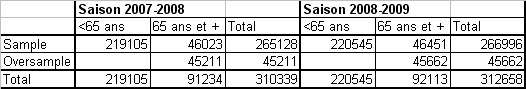 Saison 2007-2008 Saison 2008-2009
<65 ans 65 ans et + Total <65 ans 65 ans et + Total
Sample 219105 46023 265128 220545 46451 266996
Oversample 45211 45211 45662 45662
Total 219105 91234 310339 220545 92113 312658